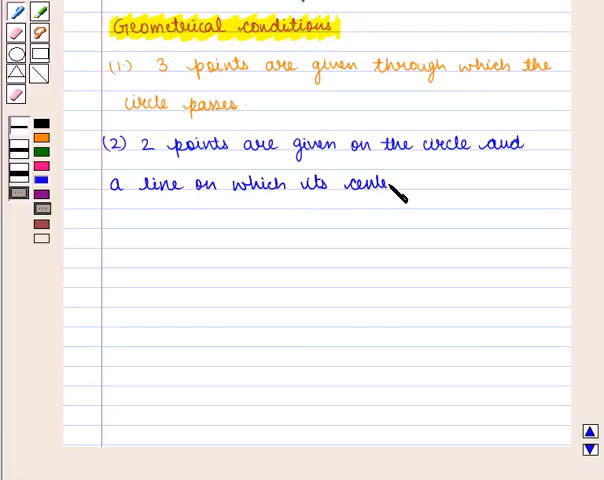 Geometrical conditions
(1.) 3 points are given through which the
circle passes.
(2) 2 points are given on the circle and
a line on which its cente